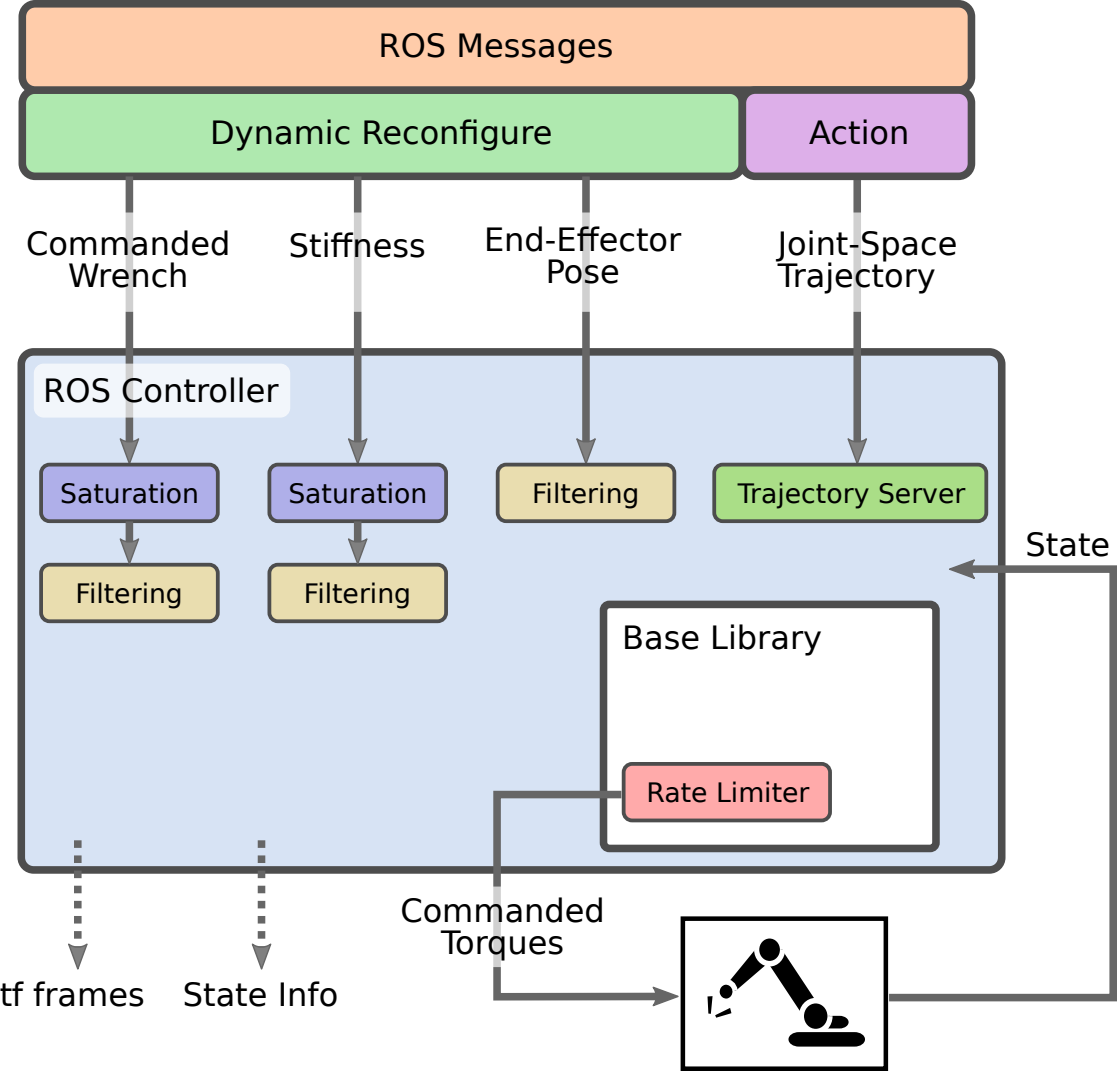 ROS Messages
Dynamic Reconfigure
Action
Commanded
Wrench
Stiffness
End-Effector
Pose
Joint-Space
Trajectory
ROS Controller
Saturation
Saturation
Filtering
Trajectory Server
Filtering
Filtering
State
Base Library
Rate Limiter
Commanded
Torques
tf frames
State Info